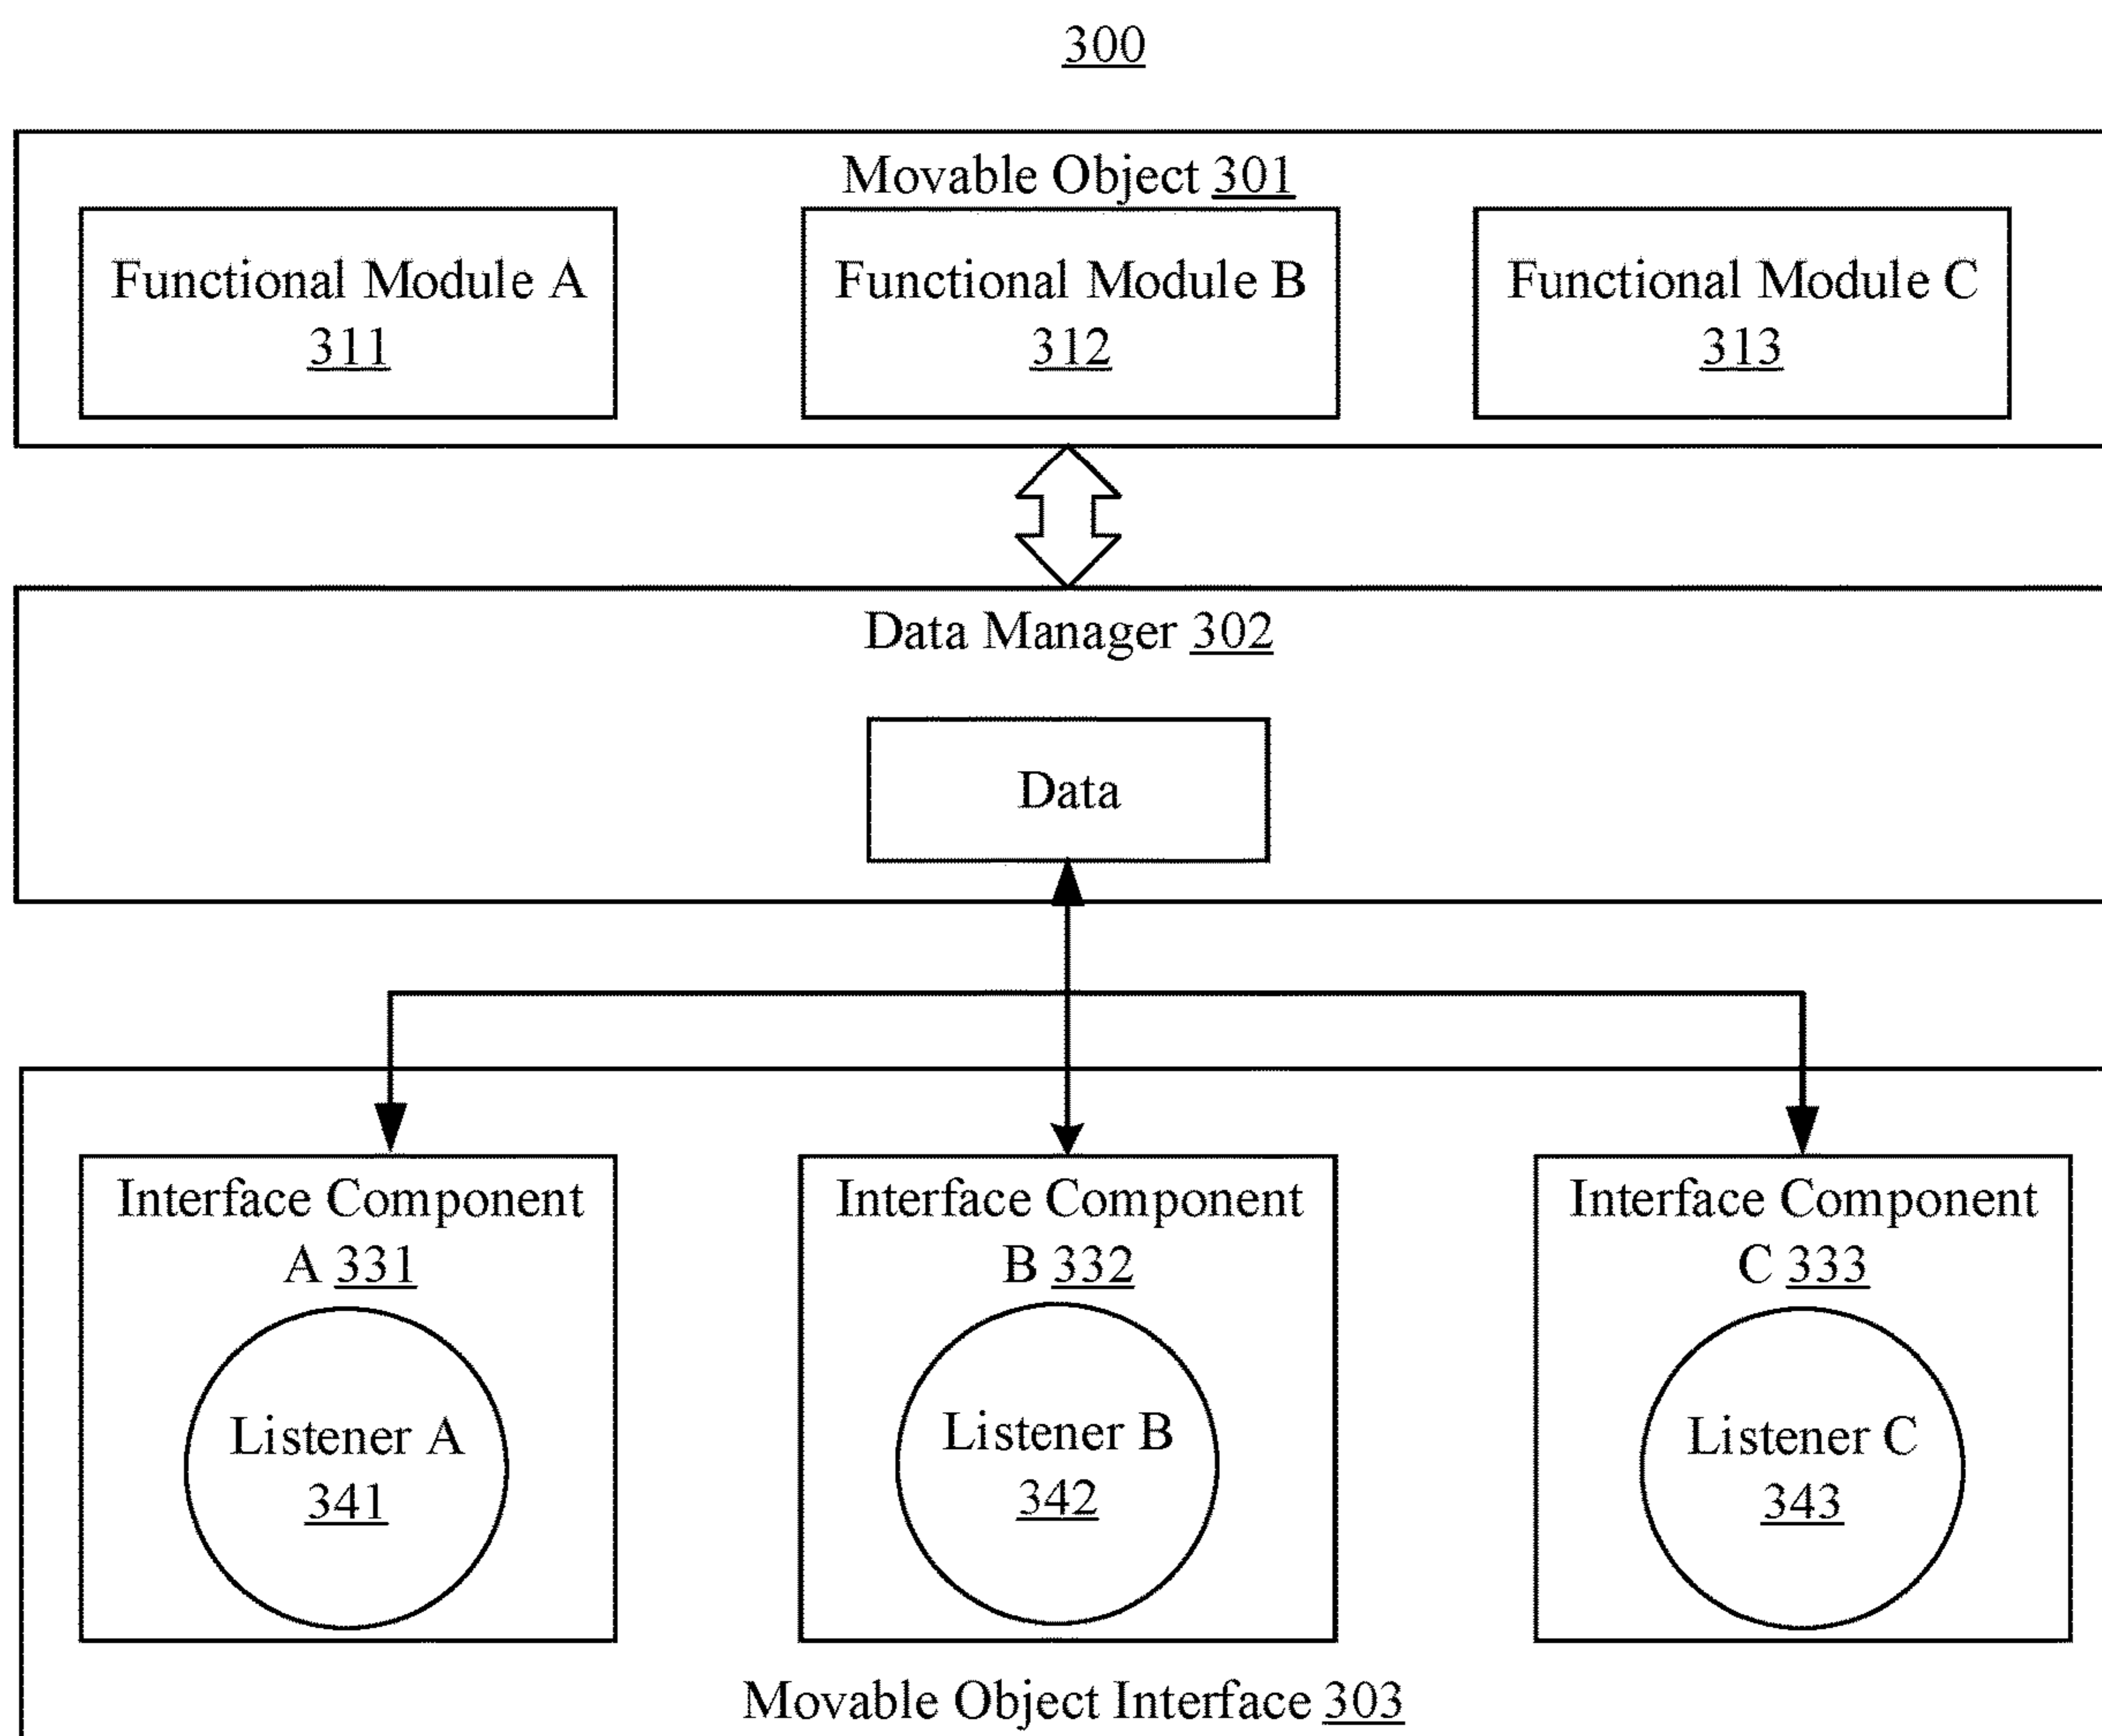 300
Movable Object 301
Functional Module A
311
Functional Module B
312
Functional Module C
313
Data Manager 302
Data
Interface Component
A 331
Listener A
341
Interface Component
B 332
Listener B
342
Interface Component
C 333
Listener C
343
Movable Object Interface 303